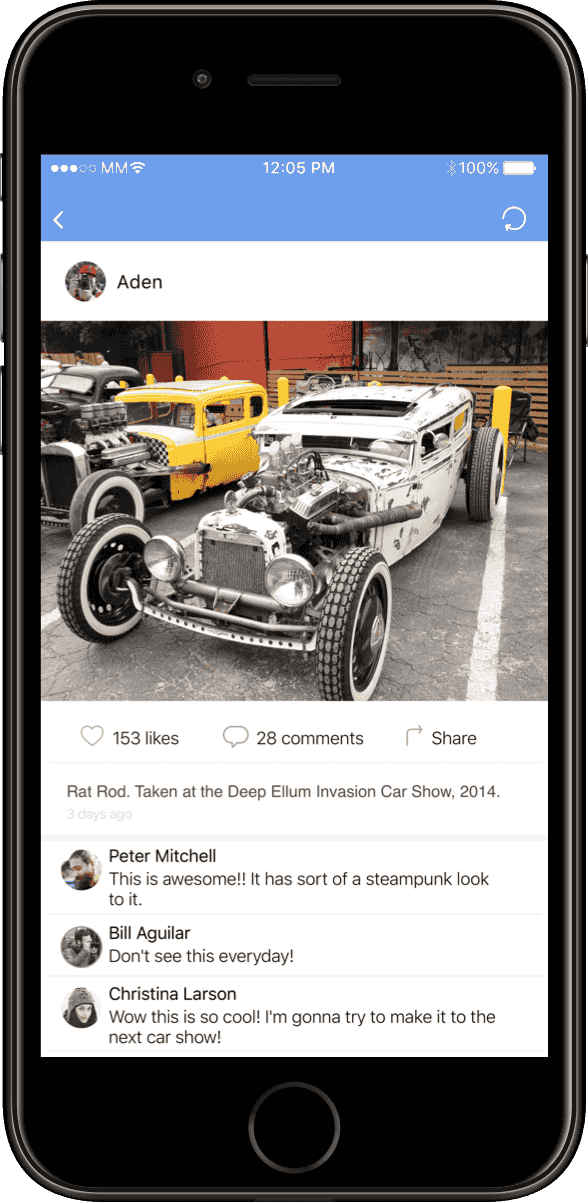 MM 12:05 PM 100%
Aden
153 likes 28 comments Share
Rat Rod. Taken at the Deep Ellum Invasion Car Show, 2014.
3 days ago
Peter Mitchell
This is awesome!! It has sort of a steampunk look
to it.
Bill Aguilar
Don't see this everyday!
Christina Larson
Wow this is so cool! I'm gonna try to make it to the
next car show!